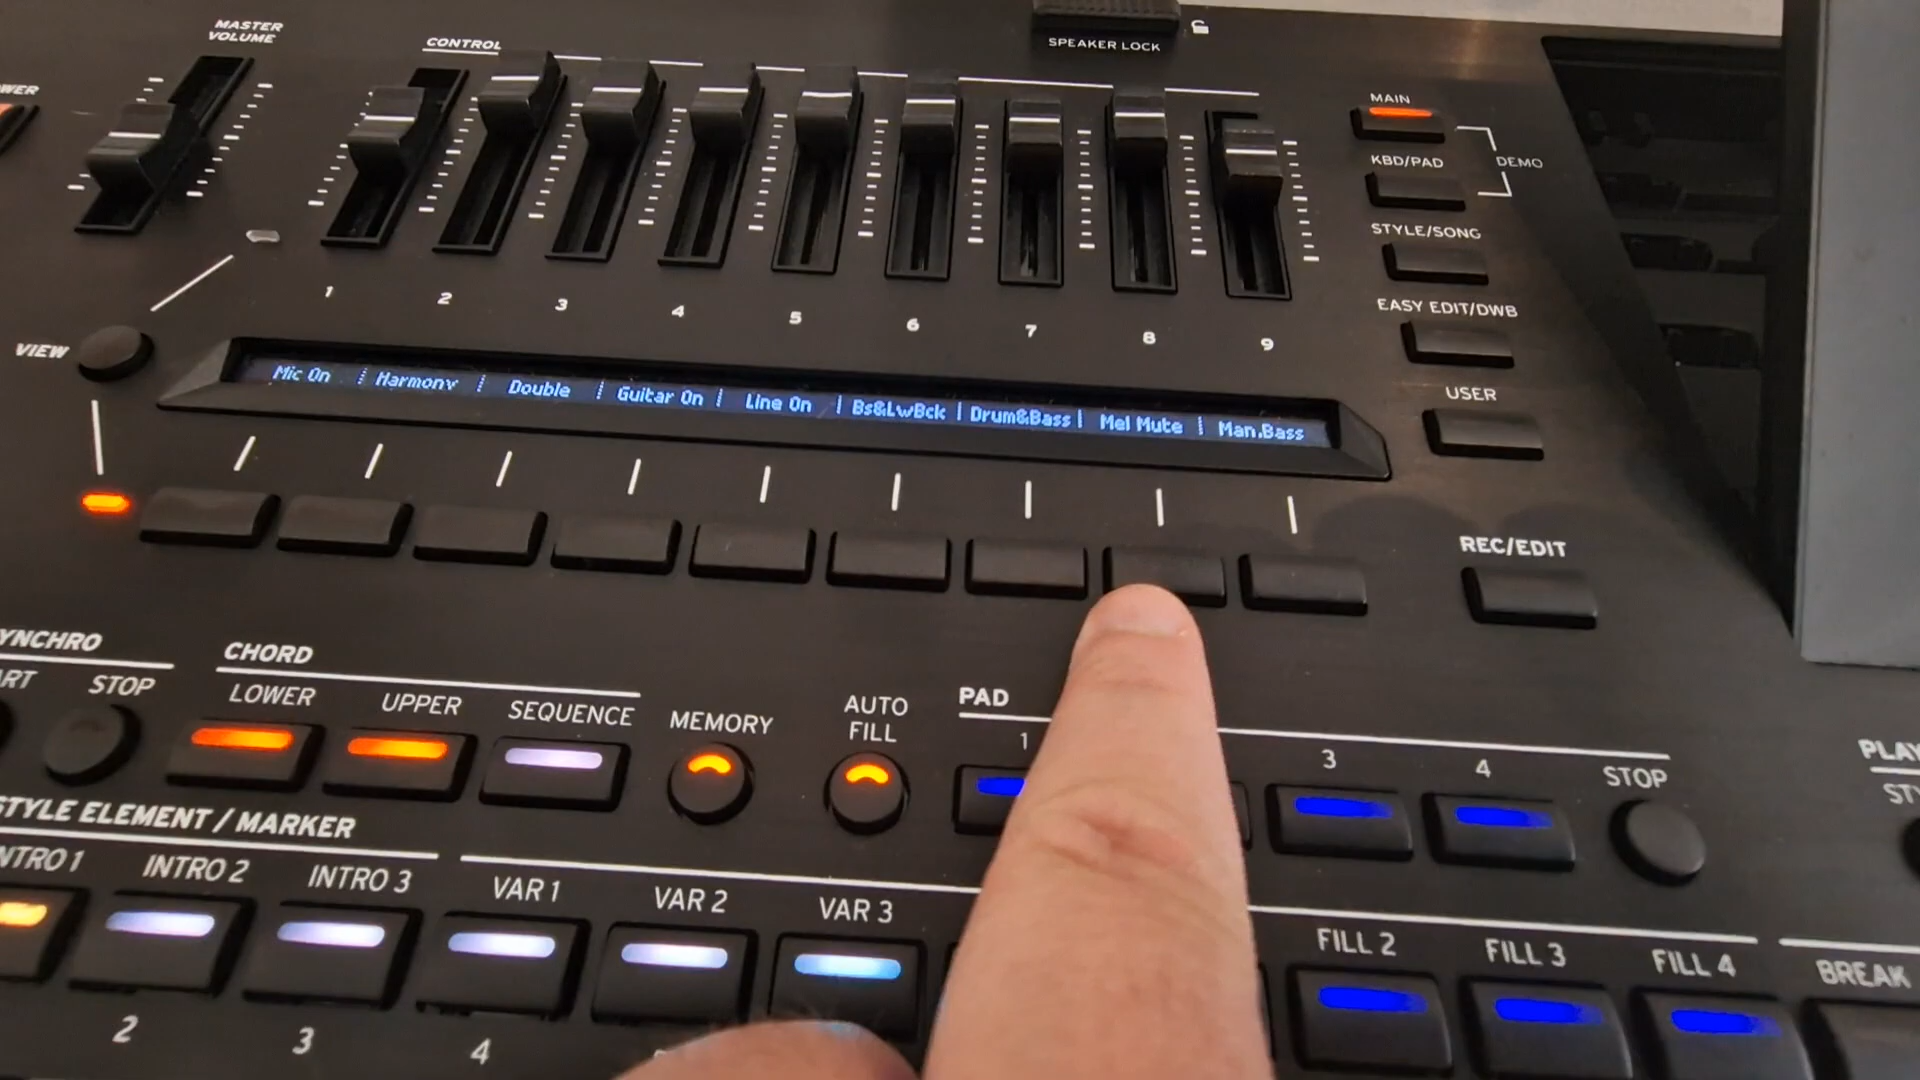 MASTER
VOLUME
CONTROL
SPEAKER LOCK
MAIN
KBD/PAD
DEMO
STYLE/SONG
EASY EDIT/DWB
USER
1 2 3 4 5 6 7 8 9
VIEW
Mic On Harmony Double Guitar On Line On Bs&LwBck Drum&Bass Mel Mute Man.Bass
REC/EDIT
YNCHRO
STOP
CHORD
LOWER UPPER SEQUENCE
MEMORY
AUTO
FILL
PAD
1 3 4 STOP
STYLE ELEMENT / MARKER
NTRO 1 INTRO 2 INTRO 3 VAR 1 VAR 2 VAR 3
FILL 2 FILL 3 FILL 4 BREAK
2 3 4